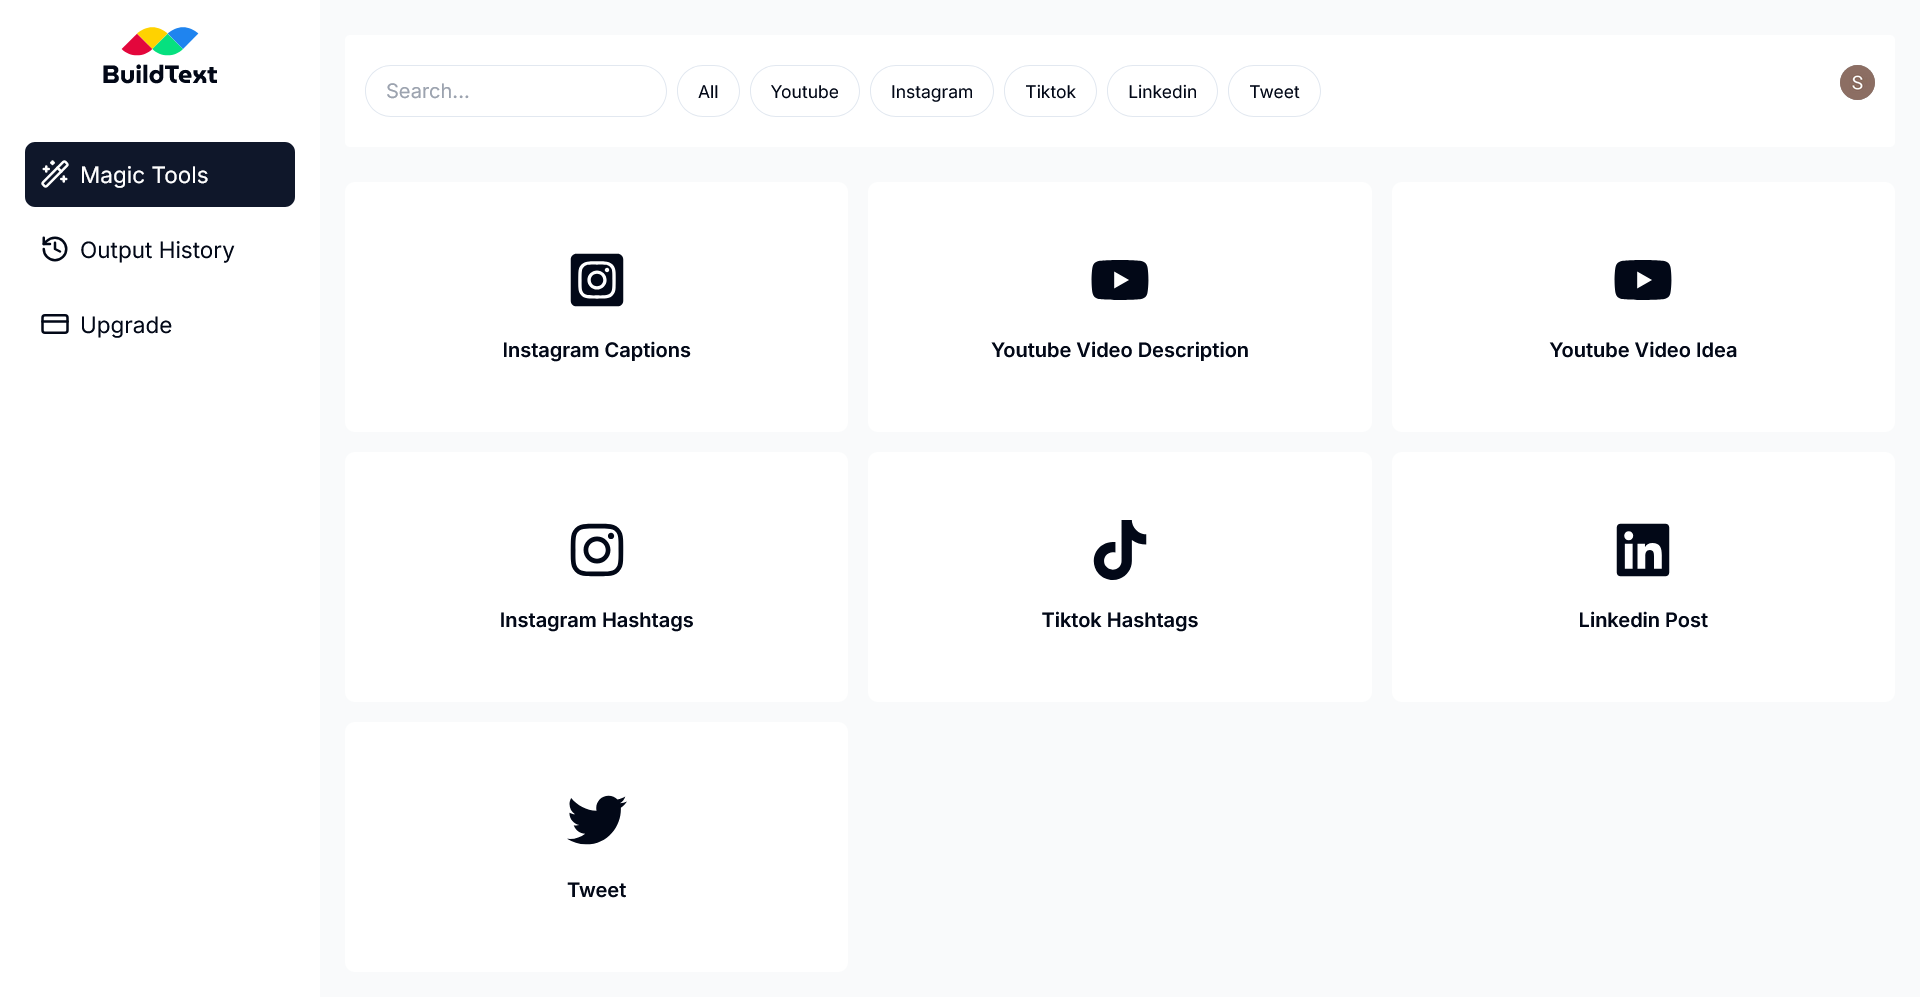 BuildText
Magic Tools
Output History
Upgrade
Search...
All
Youtube
Instagram
Tiktok
Linkedin
Tweet
S
Instagram Captions
Youtube Video Description
Youtube Video Idea
Instagram Hashtags
Tiktok Hashtags
Linkedin Post
Tweet